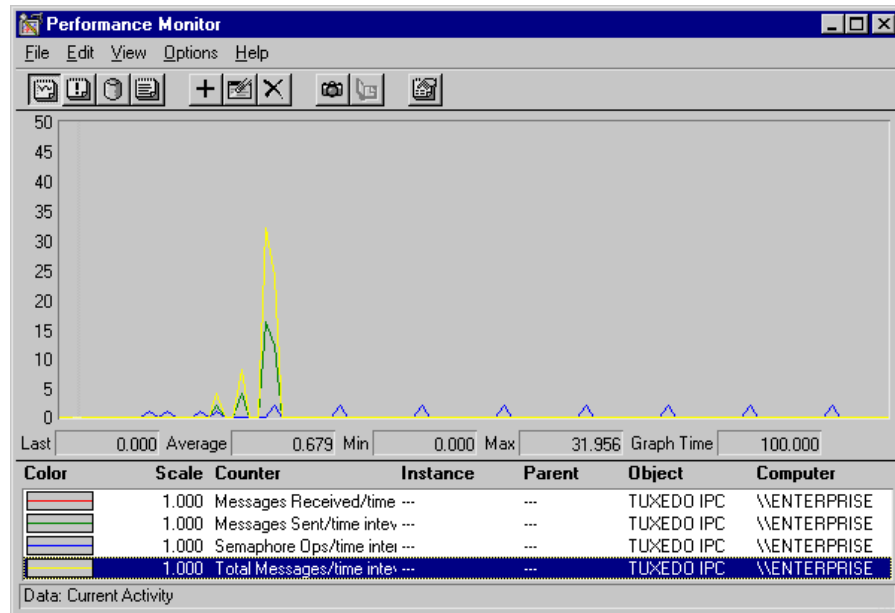 Performance Monitor
File Edit View Options Help
50
45
40
35
30
25
20
15
10
5
0
Last 0.000 Average 0.679 Min 0.000 Max 31.956 Graph Time 100.000
Color Scale Counter Instance Parent Object Computer
1.000 Messages Received/time --- --- TUXEDO IPC \\ENTERPRISE
1.000 Messages Sent/time intev --- --- TUXEDO IPC \\ENTERPRISE
1.000 Semaphore Ops/time inter --- --- TUXEDO IPC \\ENTERPRISE
1.000 Total Messages/time intev --- --- TUXEDO IPC \\ENTERPRISE
Data: Current Activity